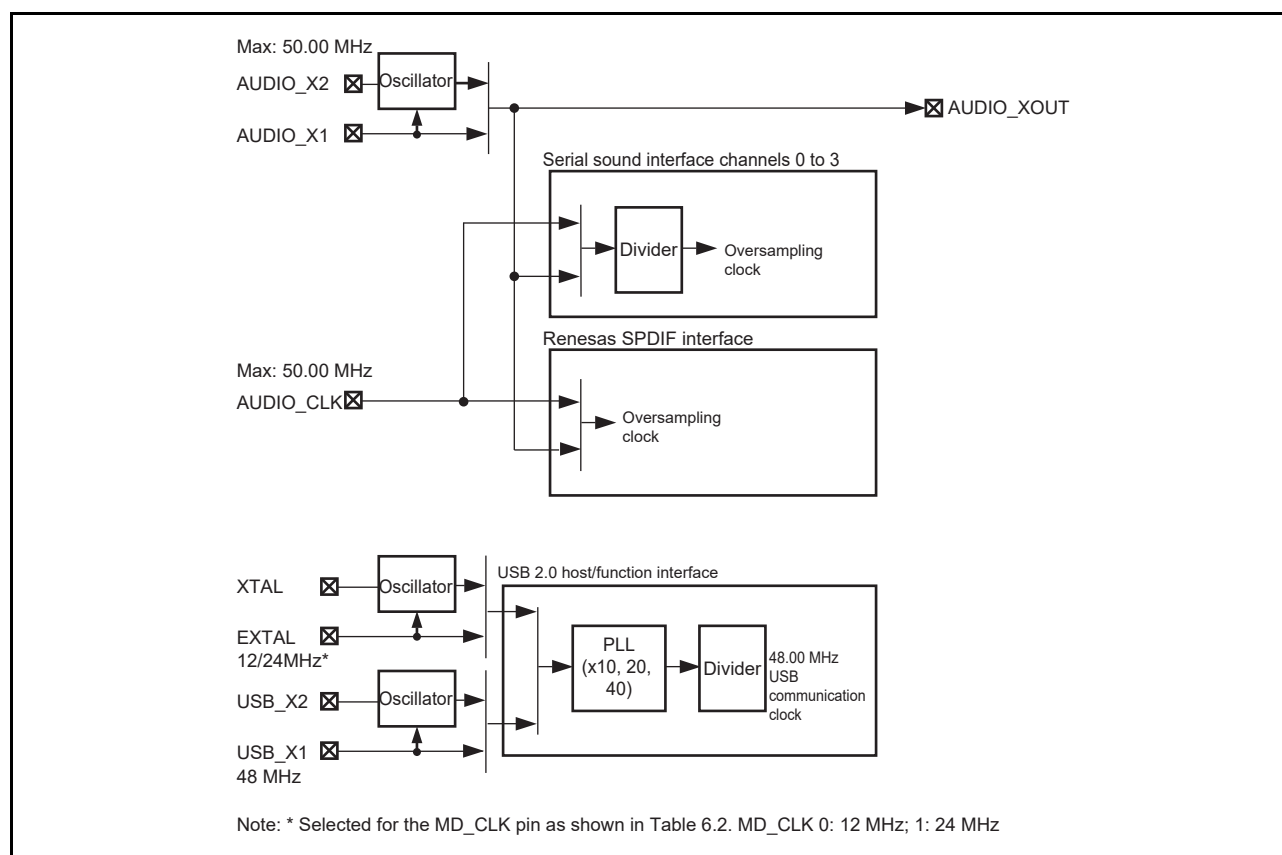 Max: 50.00 MHz
AUDIO_X2
Oscillator
AUDIO_XOUT
AUDIO_X1
Serial sound interface channels 0 to 3
Divider
Oversampling
clock
Renesas SPDIF interface
Max: 50.00 MHz
AUDIO_CLK
Oversampling
clock
XTAL
Oscillator
USB 2.0 host/function interface
EXTAL
12/24MHz*
PLL
(x10, 20,
40)
Divider
48.00 MHz
USB
communication
clock
USB_X2
Oscillator
USB_X1
48 MHz
Note: * Selected for the MD_CLK pin as shown in Table 6.2. MD_CLK 0: 12 MHz; 1: 24 MHz